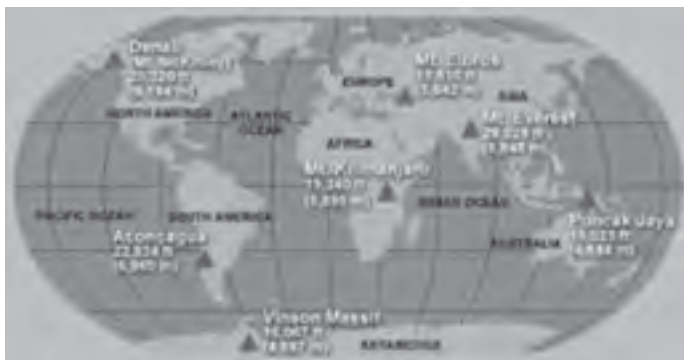 Denali
(Mt. McKinley)
20,320 ft
(6,194 m)
NORTH AMERICA
ATLANTIC
OCEAN
EUROPE
Mt. Elbrus
18,510 ft
(5,642 m)
ASIA
Mt. Everest
29,029 ft
(8,848 m)
AFRICA
Mt. Kilimanjaro
19,340 ft
(5,895 m)
PACIFIC OCEAN
SOUTH AMERICA
INDIAN OCEAN
Aconcagua
22,834 ft
(6,960 m)
Puncak Jaya
16,023 ft
(4,884 m)
AUSTRALIA
Vinson Massif
16,067 ft
(4,897 m)
ANTARCTICA